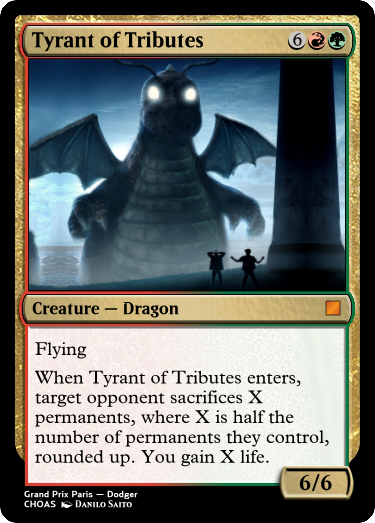 Tyrant of Tributes 6
Creature — Dragon
Flying
When Tyrant of Tributes enters,
target opponent sacrifices X
permanents, where X is half the
number of permanents they control,
rounded up. You gain X life.
6/6
Grand Prix Paris — Dodger
CHOAS Danilo Saito